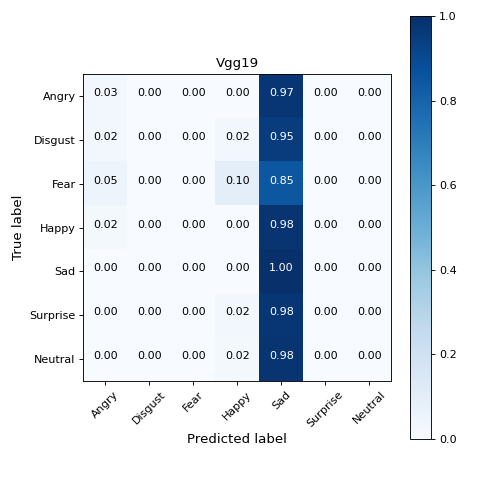 Vgg19
1.0
0.8
0.6
0.4
0.2
0.0
True label
Angry 0.03 0.00 0.00 0.00 0.97 0.00 0.00
Disgust 0.02 0.00 0.00 0.02 0.95 0.00 0.00
Fear 0.05 0.00 0.00 0.10 0.85 0.00 0.00
Happy 0.02 0.00 0.00 0.00 0.98 0.00 0.00
Sad 0.00 0.00 0.00 0.00 1.00 0.00 0.00
Surprise 0.00 0.00 0.00 0.02 0.98 0.00 0.00
Neutral 0.00 0.00 0.00 0.02 0.98 0.00 0.00
Angry Disgust Fear Happy Sad Surprise Neutral
Predicted label